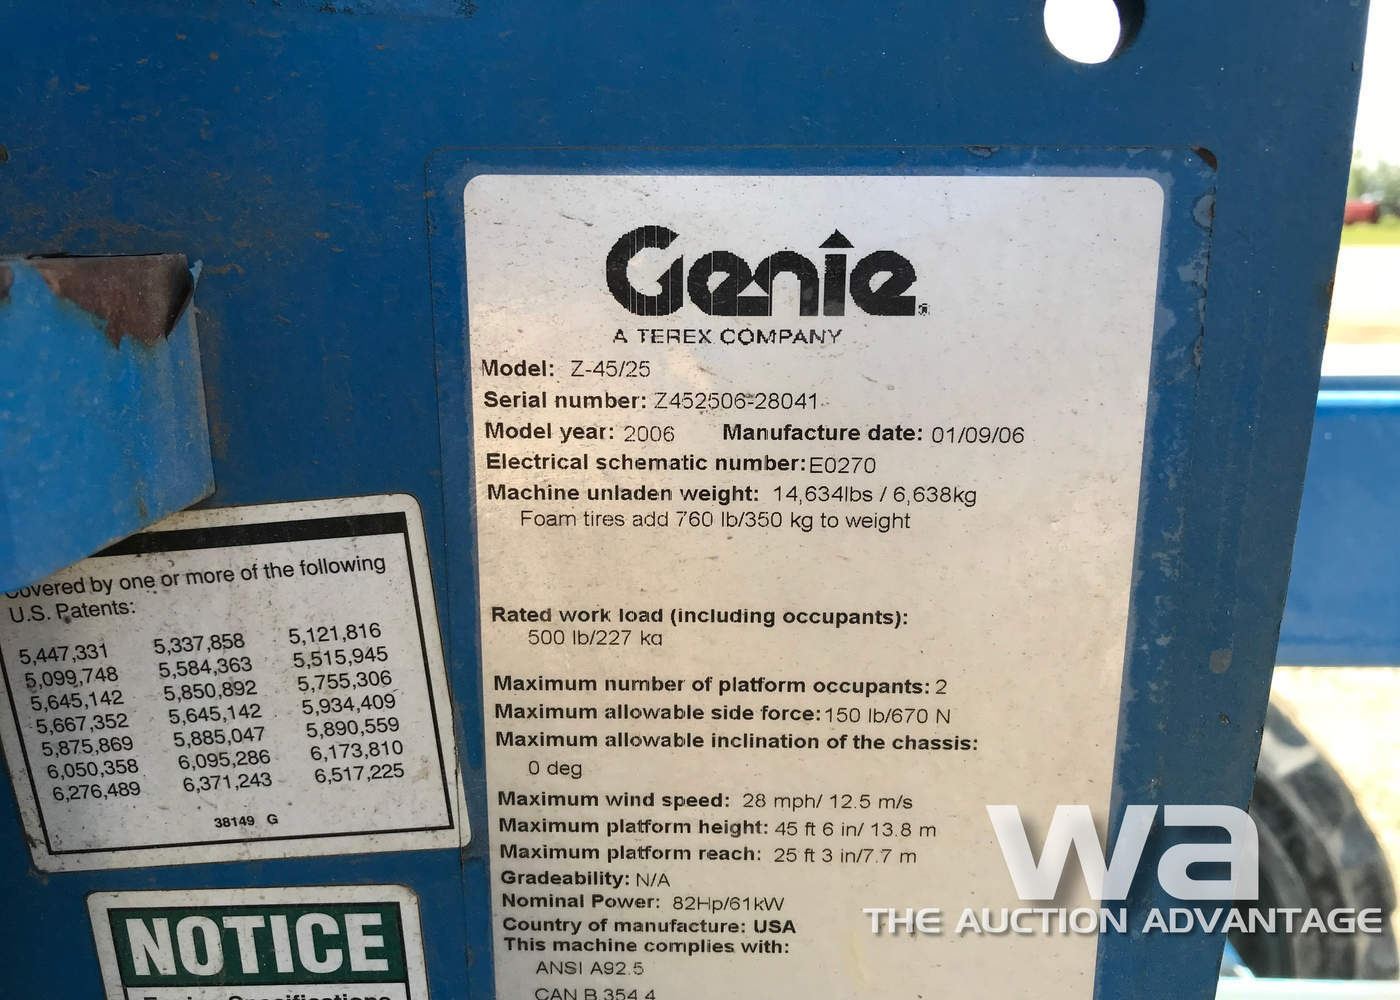 Genie
A TEREX COMPANY
Model: Z-45/25
Serial number: Z452506-28041
Model year: 2006 Manufacture date: 01/09/06
Electrical schematic number: E0270
Machine unladen weight: 14,634lbs / 6,638kg
Foam tires add 760 lb/350 kg to weight
Rated work load (including occupants):
500 lb/227 kg
Maximum number of platform occupants: 2
Maximum allowable side force: 150 lb/670 N
Maximum allowable inclination of the chassis:
0 deg
Maximum wind speed: 28 mph/ 12.5 m/s
Maximum platform height: 45 ft 6 in/ 13.8 m
Maximum platform reach: 25 ft 3 in/7.7 m
Gradeability: N/A
Nominal Power: 82Hp/61kW
Country of manufacture: USA
This machine complies with:
ANSI A92.5
CAN B 354.4
Covered by one or more of the following
U.S. Patents:
5,447,331 5,337,858 5,121,816
5,099,748 5,584,363 5,515,945
5,645,142 5,850,892 5,755,306
5,667,352 5,645,142 5,934,409
5,875,869 5,885,047 5,890,559
6,050,358 6,095,286 6,173,810
6,276,489 6,371,243 6,517,225
38149 G
NOTICE
Engine Specifications
wa
THE AUCTION ADVANTAGE